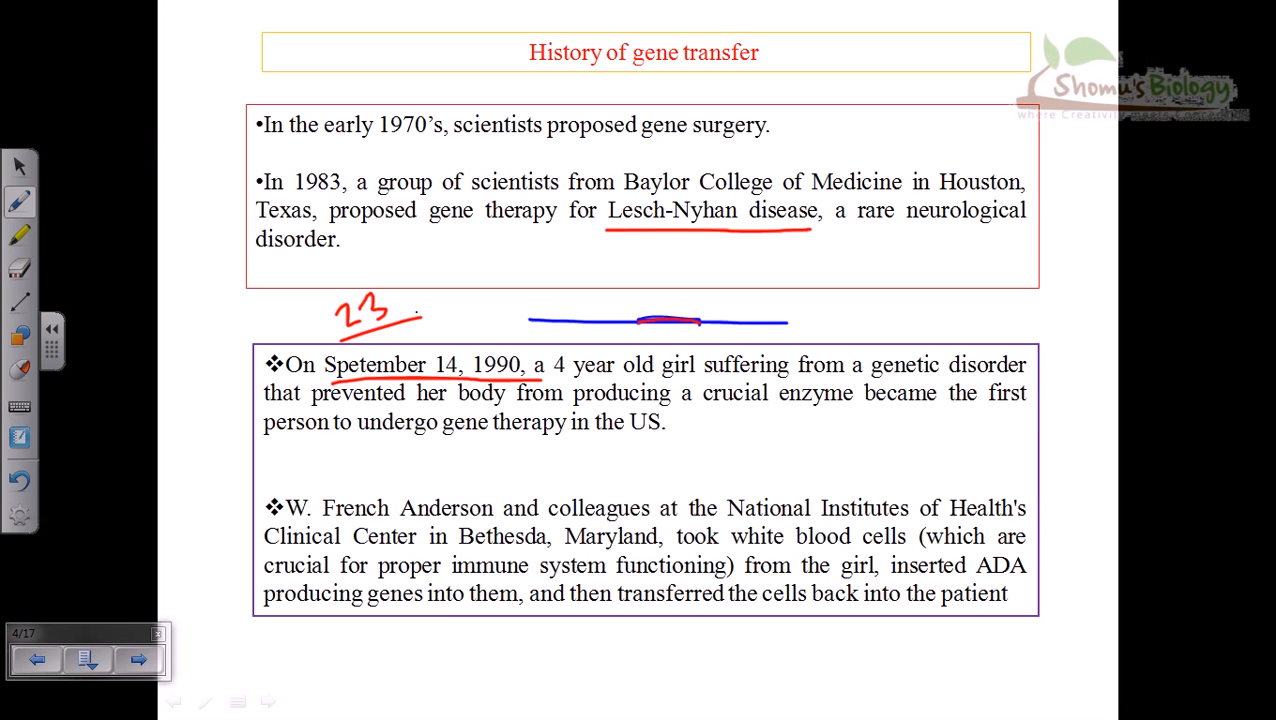 History of gene transfer
Shomu's Biology
•In the early 1970's, scientists proposed gene surgery.
•In 1983, a group of scientists from Baylor College of Medicine in Houston,
Texas, proposed gene therapy for Lesch-Nyhan disease, a rare neurological
disorder.
23
❖On Spetember 14, 1990, a 4 year old girl suffering from a genetic disorder
that prevented her body from producing a crucial enzyme became the first
person to undergo gene therapy in the US.
❖W. French Anderson and colleagues at the National Institutes of Health's
Clinical Center in Bethesda, Maryland, took white blood cells (which are
crucial for proper immune system functioning) from the girl, inserted ADA
producing genes into them, and then transferred the cells back into the patient
4/17